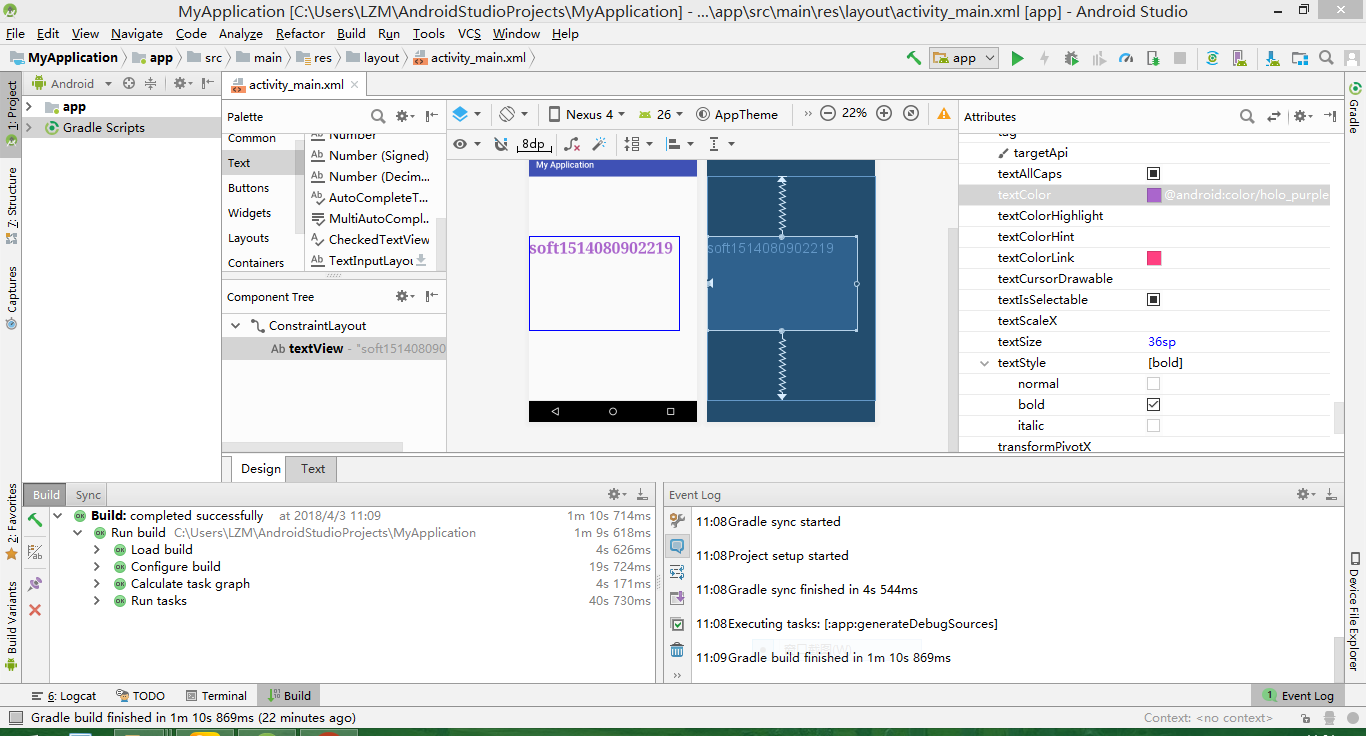 MyApplication [C:\Users\LZM\AndroidStudioProjects\MyApplication] - ...\app\src\main\res\layout\activity_main.xml [app] - Android Studio
File Edit View Navigate Code Analyze Refactor Build Run Tools VCS Window Help
MyApplication app src main res layout activity_main.xml
app
1: Project
Z: Structure
Captures
2: Favorites
Build Variants
Android
app
Gradle Scripts
activity_main.xml
Palette
Common
Text
Buttons
Widgets
Layouts
Containers
Number
Number (Signed)
Number (Decim...
AutoCompleteT...
MultiAutoCompl..
CheckedTextView
TextInputLayou
Component Tree
ConstraintLayout
Ab textView - "soft151408090
Nexus 4 26 AppTheme 22%
8dp
My Application
soft1514080902219
soft1514080902219
Attributes
tag
targetApi
textAllCaps
textColor @android:color/holo_purple
textColorHighlight
textColorHint
textColorLink
textCursorDrawable
textIsSelectable
textScaleX
textSize 36sp
textStyle [bold]
normal
bold
italic
transformPivotX
Gradle
Device File Explorer
Design Text
Build Sync
Build: completed successfully at 2018/4/3 11:09 1m 10s 714ms
Run build C:\Users\LZM\AndroidStudioProjects\MyApplication 1m 9s 618ms
Load build 4s 626ms
Configure build 19s 724ms
Calculate task graph 4s 171ms
Run tasks 40s 730ms
Event Log
11:08 Gradle sync started
11:08 Project setup started
11:08 Gradle sync finished in 4s 544ms
11:08 Executing tasks: [:app:generateDebugSources]
11:09 Gradle build finished in 1m 10s 869ms
6: Logcat TODO Terminal Build 1 Event Log
Gradle build finished in 1m 10s 869ms (22 minutes ago) Context: <no context>